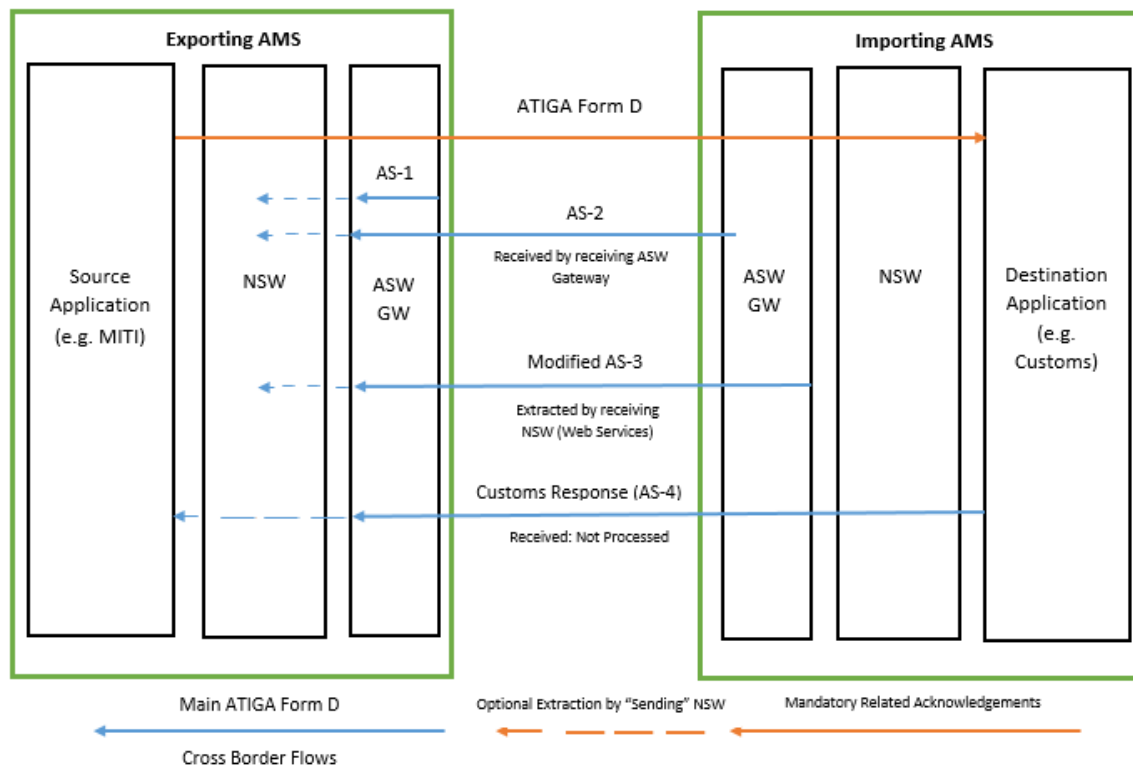 Exporting AMS
Importing AMS
ATIGA Form D
AS-1
AS-2
Received by receiving ASW
Gateway
Source
Application
(e.g. MITI)
NSW
ASW
GW
ASW
GW
NSW
Destination
Application
(e.g.
Customs)
Modified AS-3
Extracted by receiving
NSW (Web Services)
Customs Response (AS-4)
Received: Not Processed
Main ATIGA Form D
Cross Border Flows
Optional Extraction by “Sending” NSW
Mandatory Related Acknowledgements